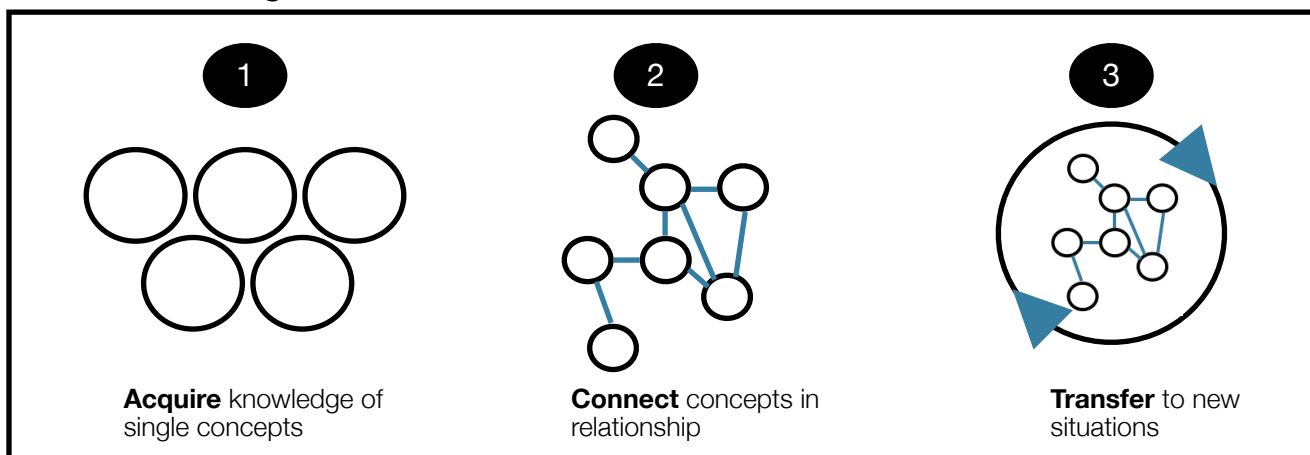 1
2
3
Acquire knowledge of
single concepts
Connect concepts in
relationship
Transfer to new
situations